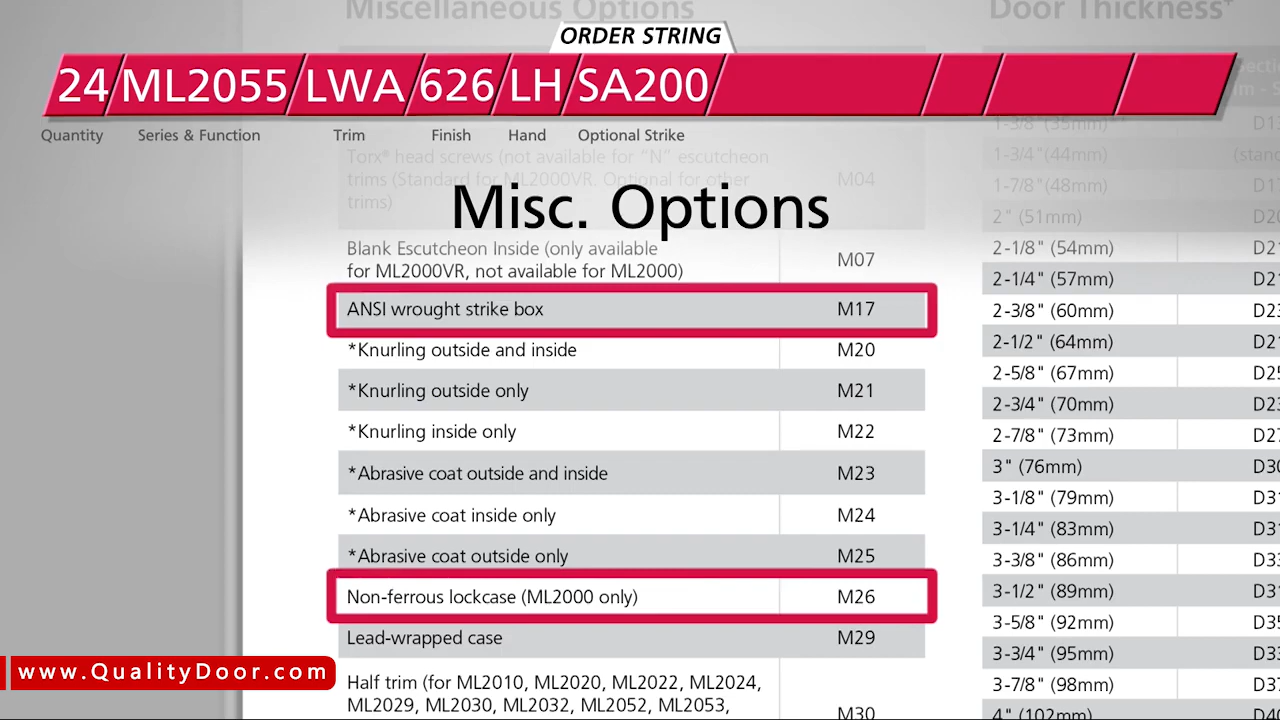 Miscellaneous Options
Door Thickness†
ORDER STRING
24 ML2055 LWA 626 LH SA200
Quantity Series & Function Trim Finish Hand Optional Strike
Misc. Options
Torx® head screws (not available for “N” escutcheon
trims (Standard for ML2000VR. Optional for other
trims)
M04
Blank Escutcheon Inside (only available
for ML2000VR, not available for ML2000)
M07
ANSI wrought strike box M17
*Knurling outside and inside M20
*Knurling outside only M21
*Knurling inside only M22
*Abrasive coat outside and inside M23
*Abrasive coat inside only M24
*Abrasive coat outside only M25
Non-ferrous lockcase (ML2000 only) M26
Lead-wrapped case M29
Half trim (for ML2010, ML2020, ML2022, ML2024,
ML2029, ML2030, ML2032, ML2052, ML2053,
M30
1-3/8" (35mm)**
1-3/4" (44mm)
1-7/8" (48mm)
2" (51mm)
2-1/8" (54mm)
2-1/4" (57mm)
2-3/8" (60mm)
2-1/2" (64mm)
2-5/8" (67mm)
2-3/4" (70mm)
2-7/8" (73mm)
3" (76mm)
3-1/8" (79mm)
3-1/4" (83mm)
3-3/8" (86mm)
3-1/2" (89mm)
3-5/8" (92mm)
3-3/4" (95mm)
3-7/8" (98mm)
4" (102mm)
www.QualityDoor.com